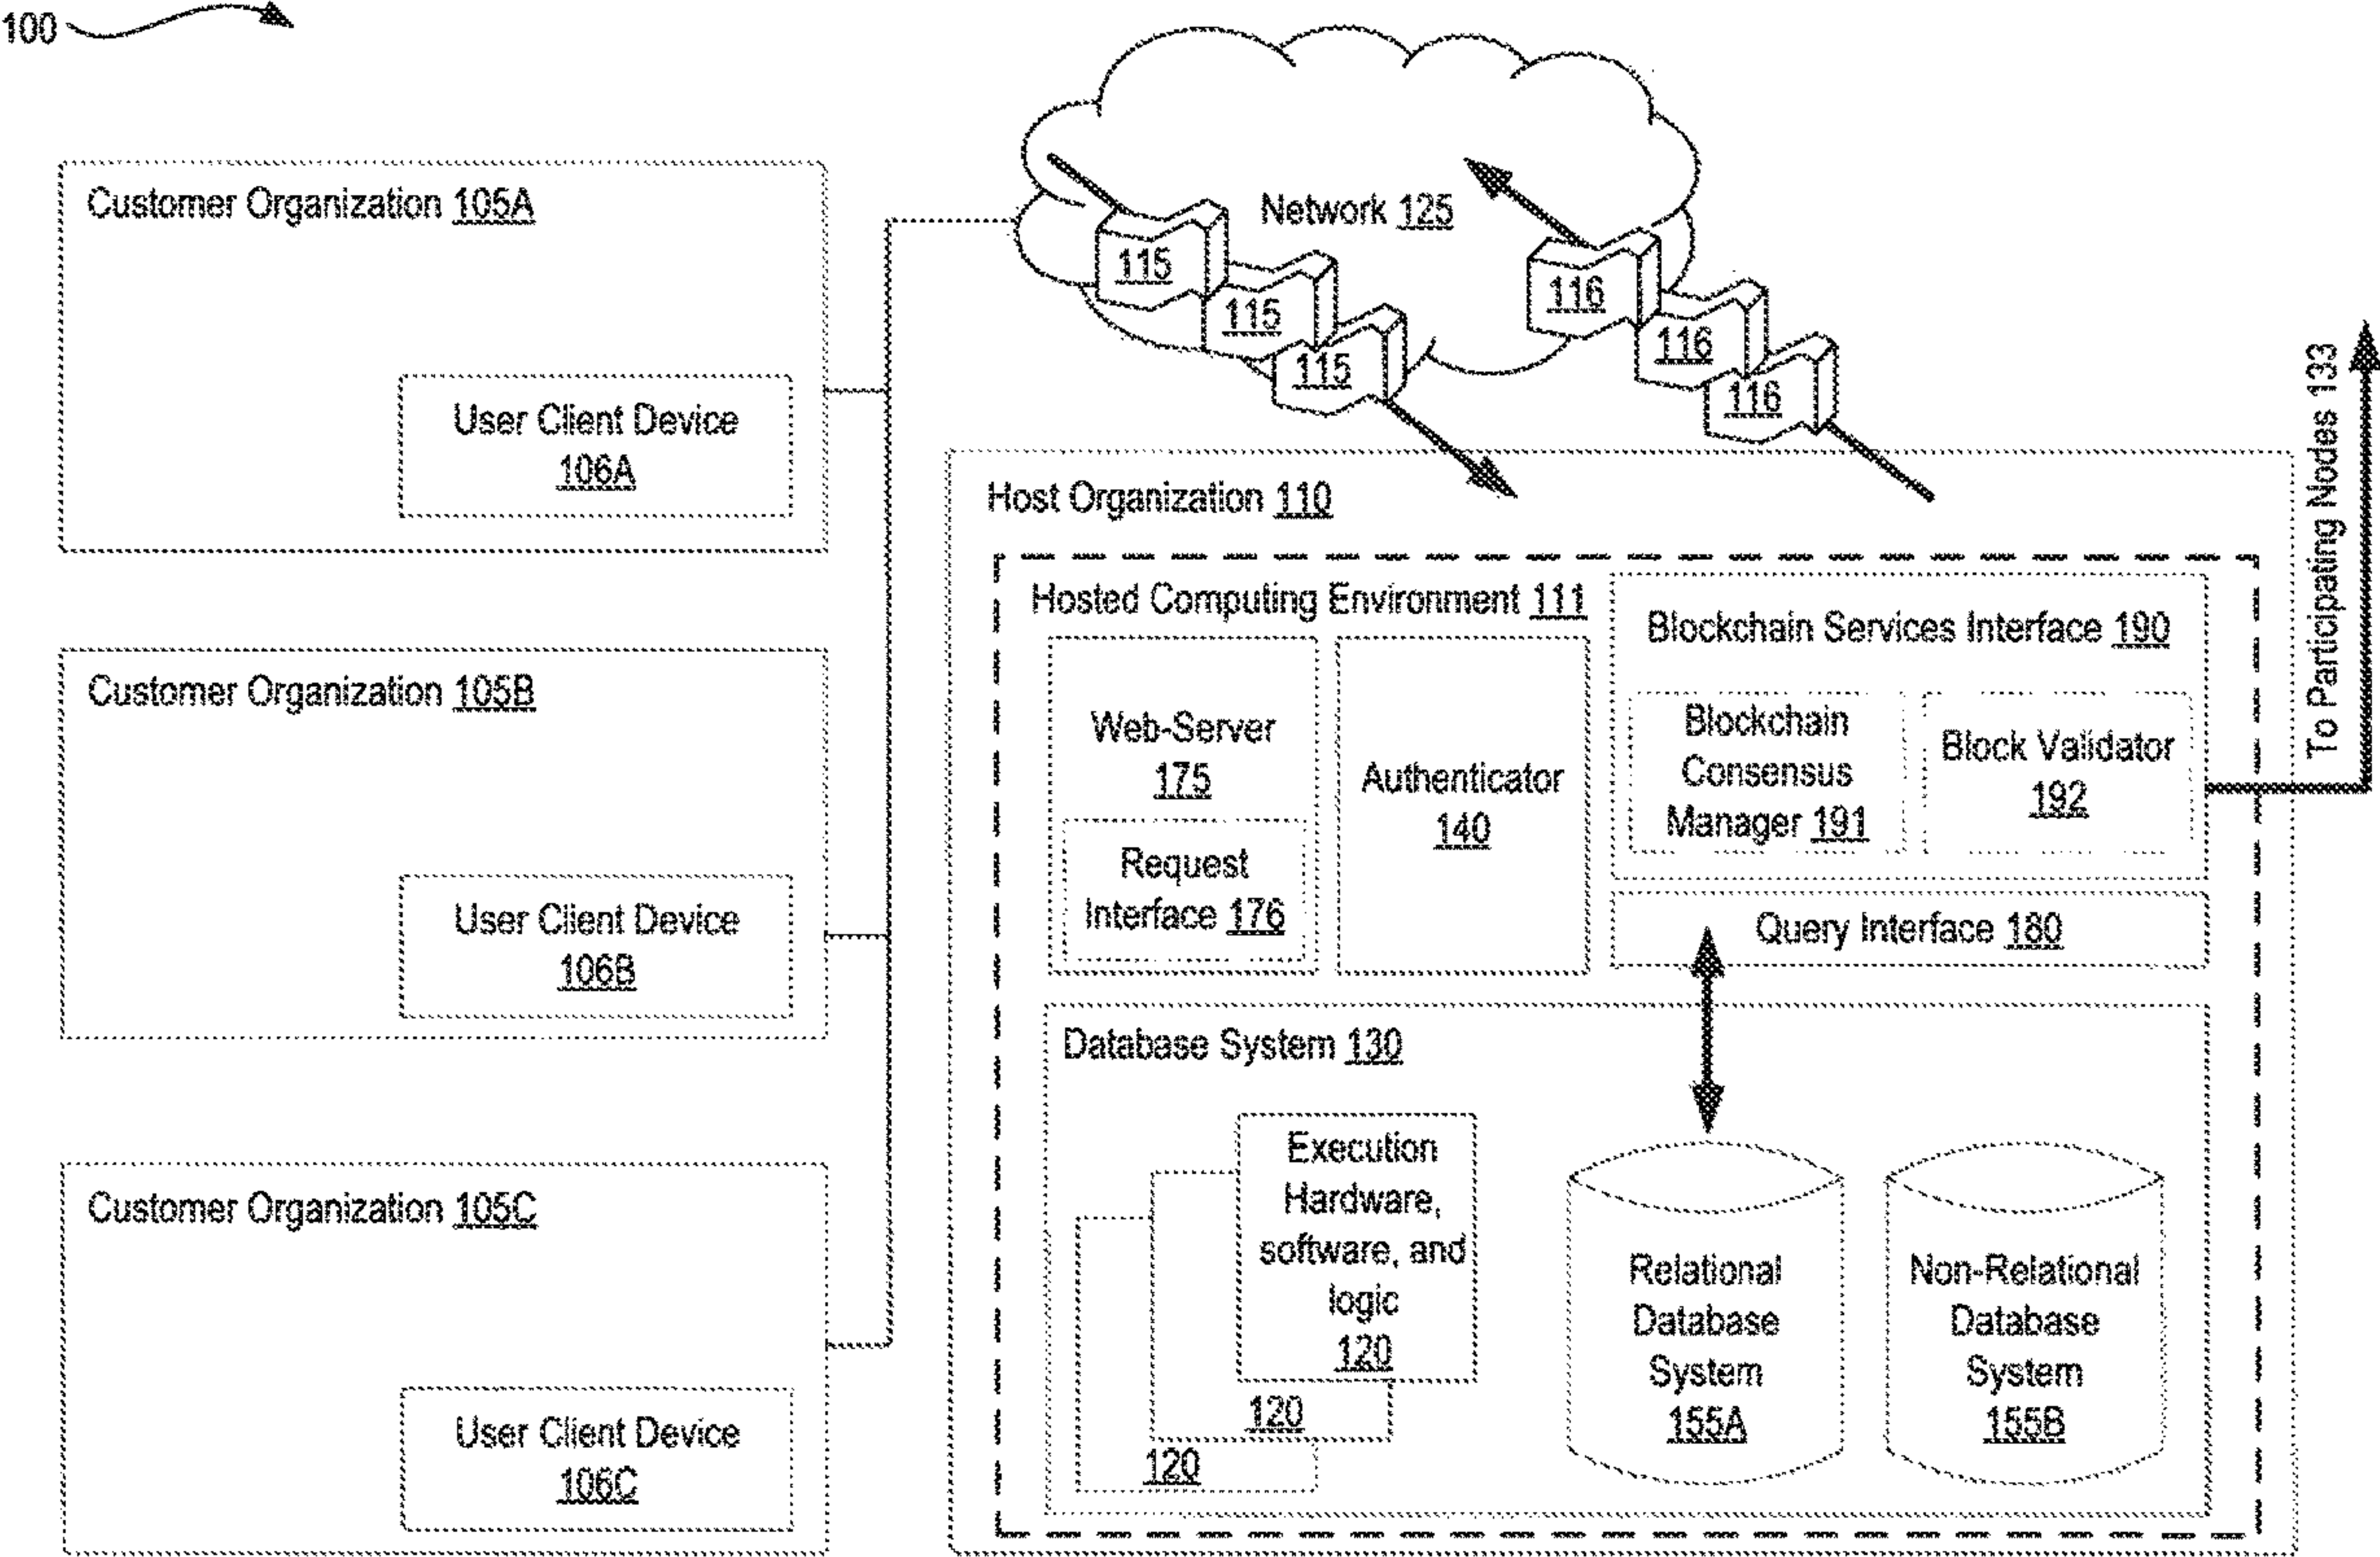 100
Customer Organization 105A
User Client Device
106A
Customer Organization 105B
User Client Device
106B
Customer Organization 105C
User Client Device
106C
Network 125
115
115
115
116
116
116
Host Organization 110
Hosted Computing Environment 111
Web-Server
175
Request
Interface 176
Authenticator
140
Blockchain Services Interface 190
Blockchain
Consensus
Manager 191
Block Validator
192
Query Interface 180
To Participating Nodes 133
Database System 130
Execution
Hardware,
software, and
logic
120
120
120
Relational
Database
System
155A
Non-Relational
Database
System
155B